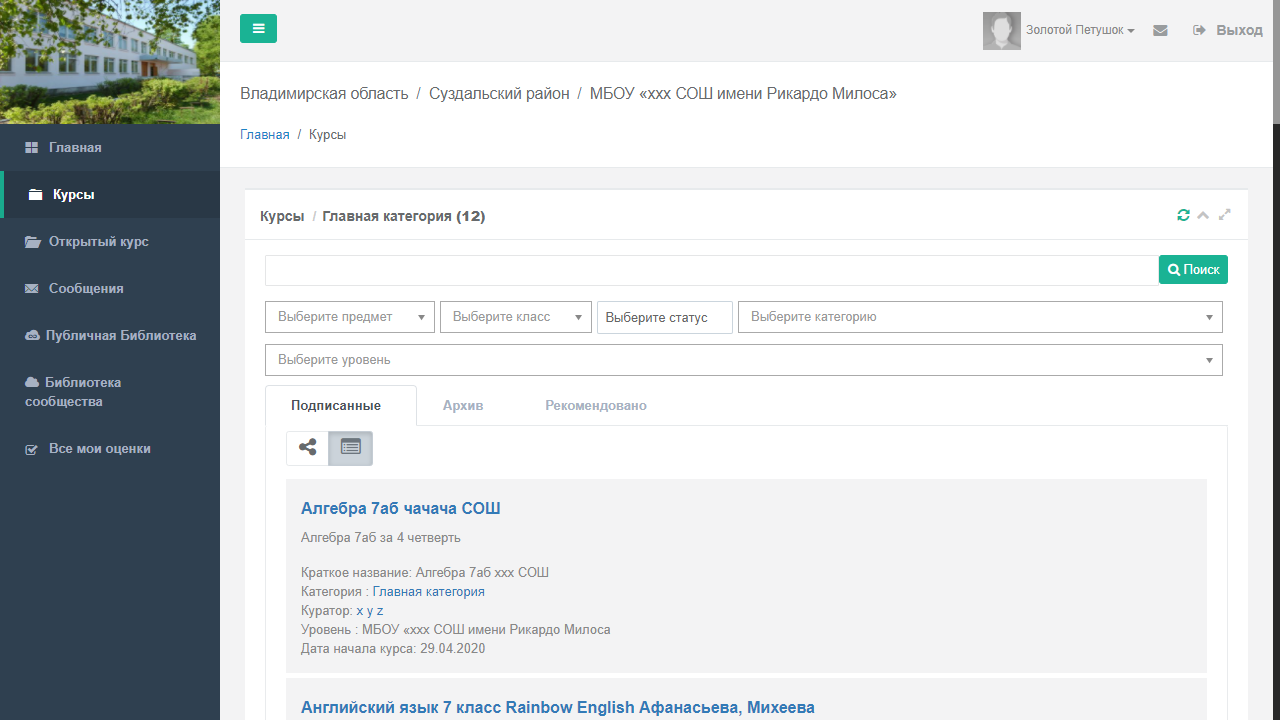 Золотой Петушок
Выход
Владимирская область / Суздальский район / МБОУ «ххх СОШ имени Рикардо Милоса»
Главная / Курсы
Главная
Курсы
Открытый курс
Сообщения
Публичная Библиотека
Библиотека
сообщества
Все мои оценки
Курсы / Главная категория (12)
Поиск
Выберите предмет
Выберите класс
Выберите статус
Выберите категорию
Выберите уровень
Подписанные
Архив
Рекомендовано
Алгебра 7аб чачача СОШ
Алгебра 7аб за 4 четверть
Краткое название: Алгебра 7аб ххх СОШ
Категория : Главная категория
Куратор: x y z
Уровень : МБОУ «ххх СОШ имени Рикардо Милоса
Дата начала курса: 29.04.2020
Английский язык 7 класс Rainbow English Афанасьева, Михеева